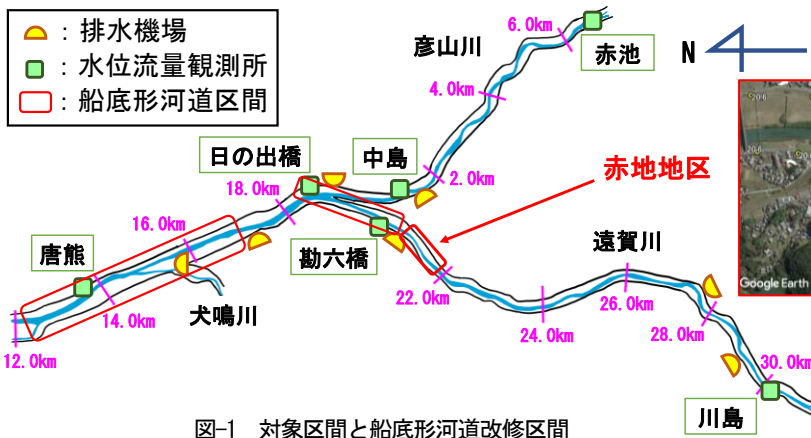 ：排水機場
：水位流量観測所
：船底形河道区間
彦山川
6.0km
赤池
N
4.0km
日の出橋
中島
18.0km
2.0km
赤地地区
16.0km
唐熊
勘六橋
遠賀川
14.0km
犬鳴川
22.0km
26.0km
24.0km
28.0km
12.0km
30.0km
川島
Google Earth
図-1 対象区間と船底形河道改修区間